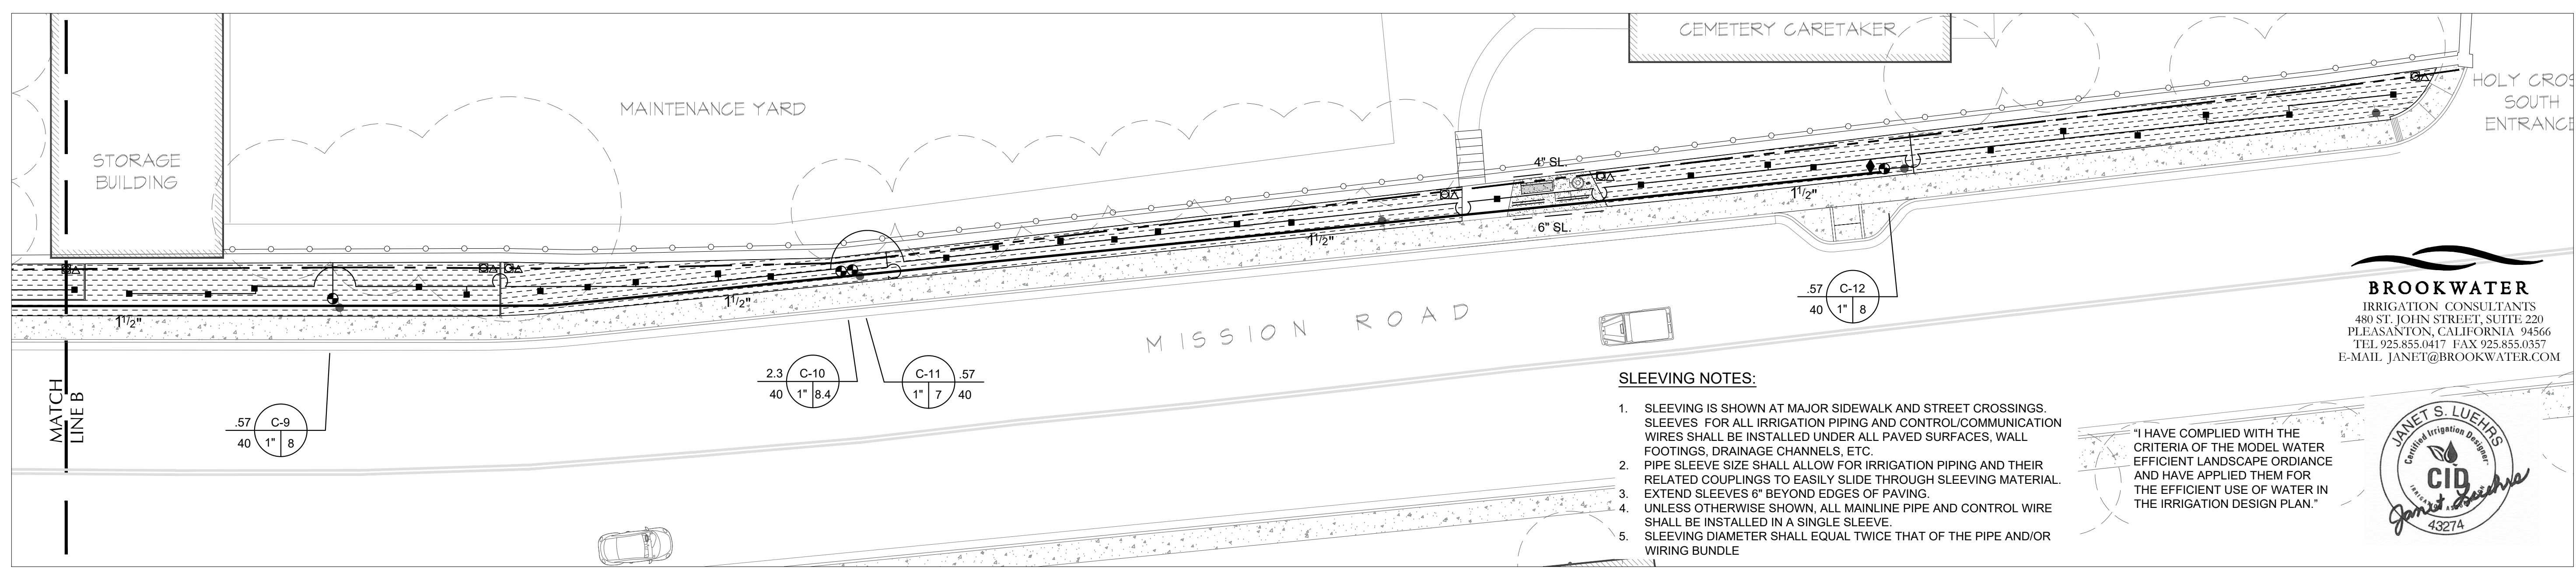 CEMETERY CARETAKER
MAINTENANCE YARD
STORAGE
BUILDING
HOLY CROS
SOUTH
ENTRANCE
4" SL.
6" SL.
1 1/2"
1 1/2"
1 1/2"
1 1/2"
MISSION ROAD
MATCH
LINE B
.57
C-9
40
1"
8
2.3
C-10
40
1"
8.4
C-11
.57
1"
7
40
.57
C-12
40
1"
8
BROOKWATER
IRRIGATION CONSULTANTS
480 ST. JOHN STREET, SUITE 220
PLEASANTON, CALIFORNIA 94566
TEL 925.855.0417 FAX 925.855.0357
E-MAIL JANET@BROOKWATER.COM
SLEEVING NOTES:
1. SLEEVING IS SHOWN AT MAJOR SIDEWALK AND STREET CROSSINGS.
SLEEVES FOR ALL IRRIGATION PIPING AND CONTROL/COMMUNICATION
WIRES SHALL BE INSTALLED UNDER ALL PAVED SURFACES, WALL
FOOTINGS, DRAINAGE CHANNELS, ETC.
2. PIPE SLEEVE SIZE SHALL ALLOW FOR IRRIGATION PIPING AND THEIR
RELATED COUPLINGS TO EASILY SLIDE THROUGH SLEEVING MATERIAL.
3. EXTEND SLEEVES 6" BEYOND EDGES OF PAVING.
4. UNLESS OTHERWISE SHOWN, ALL MAINLINE PIPE AND CONTROL WIRE
SHALL BE INSTALLED IN A SINGLE SLEEVE.
5. SLEEVING DIAMETER SHALL EQUAL TWICE THAT OF THE PIPE AND/OR
WIRING BUNDLE
"I HAVE COMPLIED WITH THE
CRITERIA OF THE MODEL WATER
EFFICIENT LANDSCAPE ORDIANCE
AND HAVE APPLIED THEM FOR
THE EFFICIENT USE OF WATER IN
THE IRRIGATION DESIGN PLAN."
JANET S. LUEHRS
Certified Irrigation Designer
CID
Janet Luehrs
43274